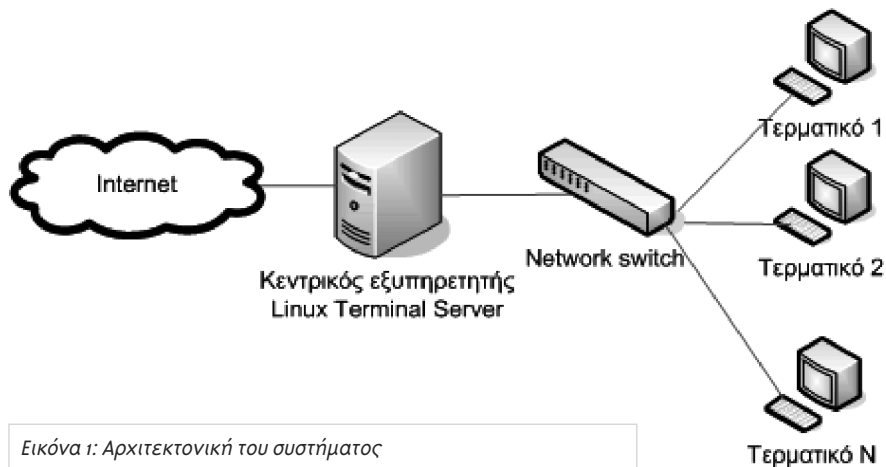 Internet
Κεντρικός εξυπηρετητής
Linux Terminal Server
Network switch
Τερματικό 1
Τερματικό 2
Τερματικό N
Εικόνα 1: Αρχιτεκτονική του συστήματος